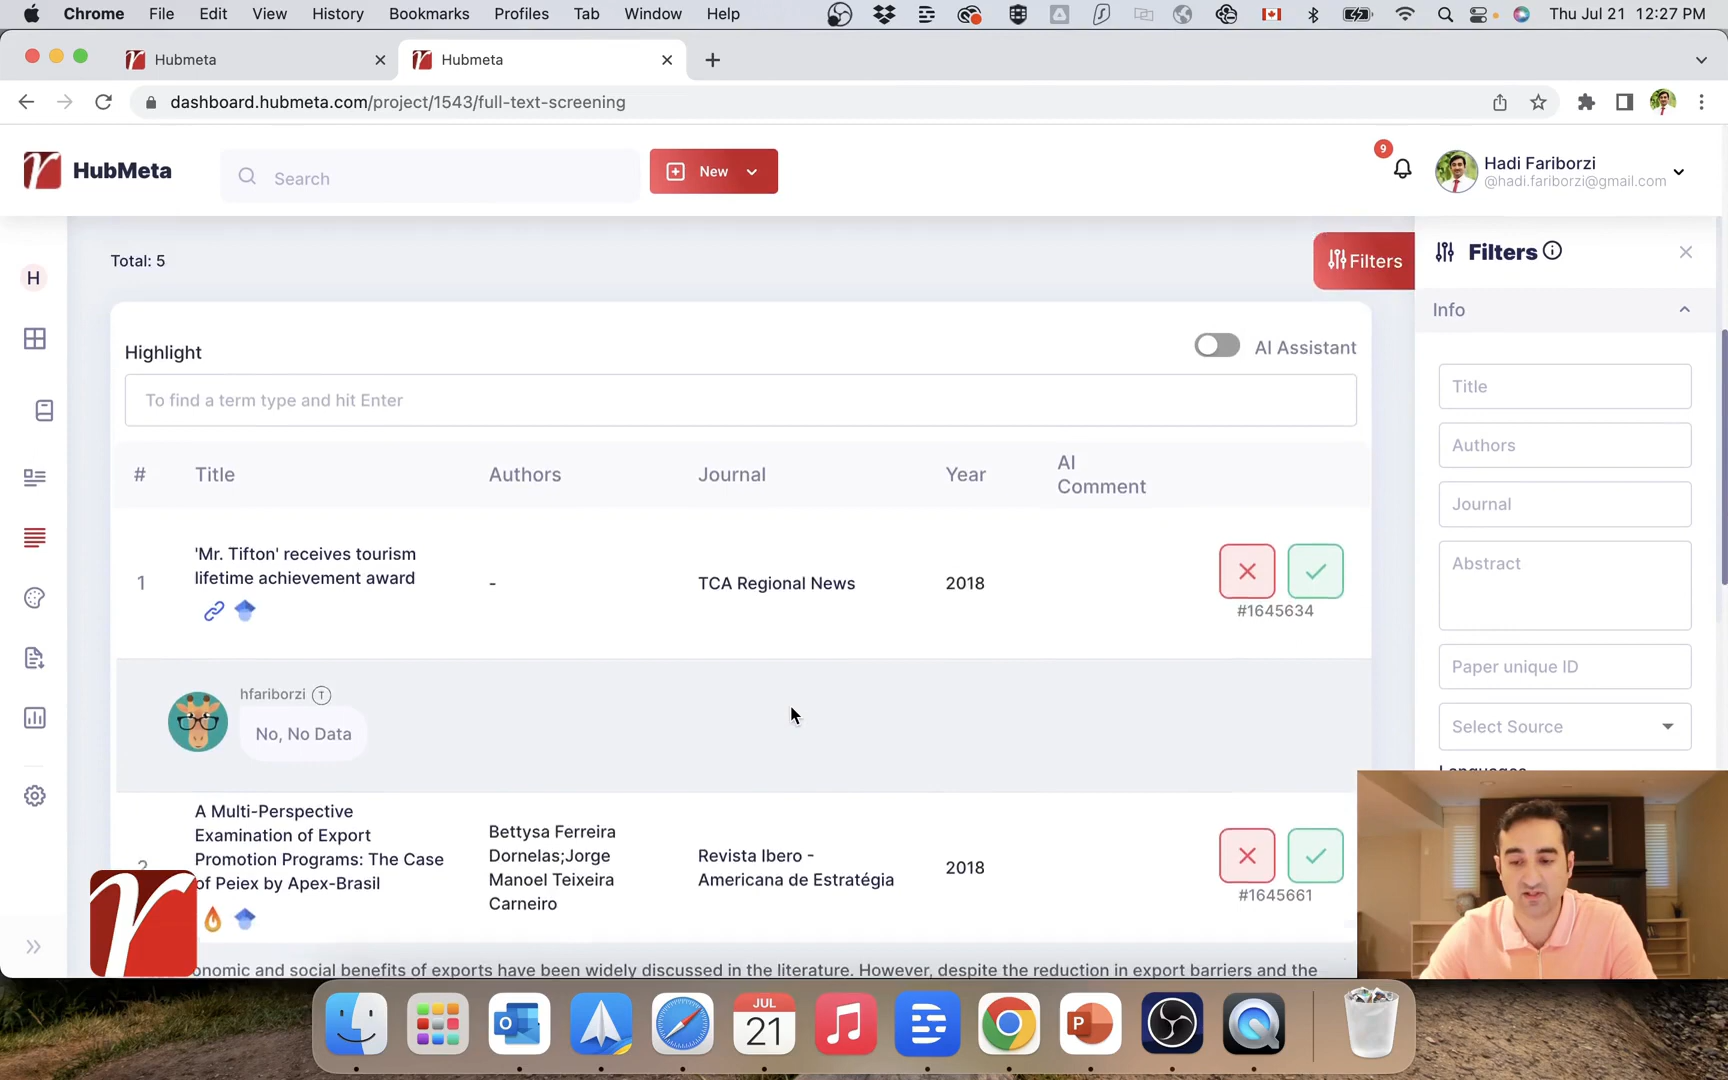 Chrome File Edit View History Bookmarks Profiles Tab Window Help Thu Jul 21 12:27 PM
Hubmeta Hubmeta
dashboard.hubmeta.com/project/1543/full-text-screening
HubMeta Search New 9 Hadi Fariborzi
@hadi.fariborzi@gmail.com
Total: 5 Filters Filters
H
Info
Highlight AI Assistant
To find a term type and hit Enter
Title
Authors
Journal
Abstract
Paper unique ID
Select Source
Languages
# Title Authors Journal Year AI
Comment
1 'Mr. Tifton' receives tourism
lifetime achievement award
- TCA Regional News 2018
#1645634
hfariborzi T
No, No Data
2 A Multi-Perspective
Examination of Export
Promotion Programs: The Case
of Peiex by Apex-Brasil
Bettysa Ferreira
Dornelas;Jorge
Manoel Teixeira
Carneiro
Revista Ibero -
Americana de Estratégia
2018
#1645661
onomic and social benefits of exports have been widely discussed in the literature. However, despite the reduction in export barriers and the
JUL
21